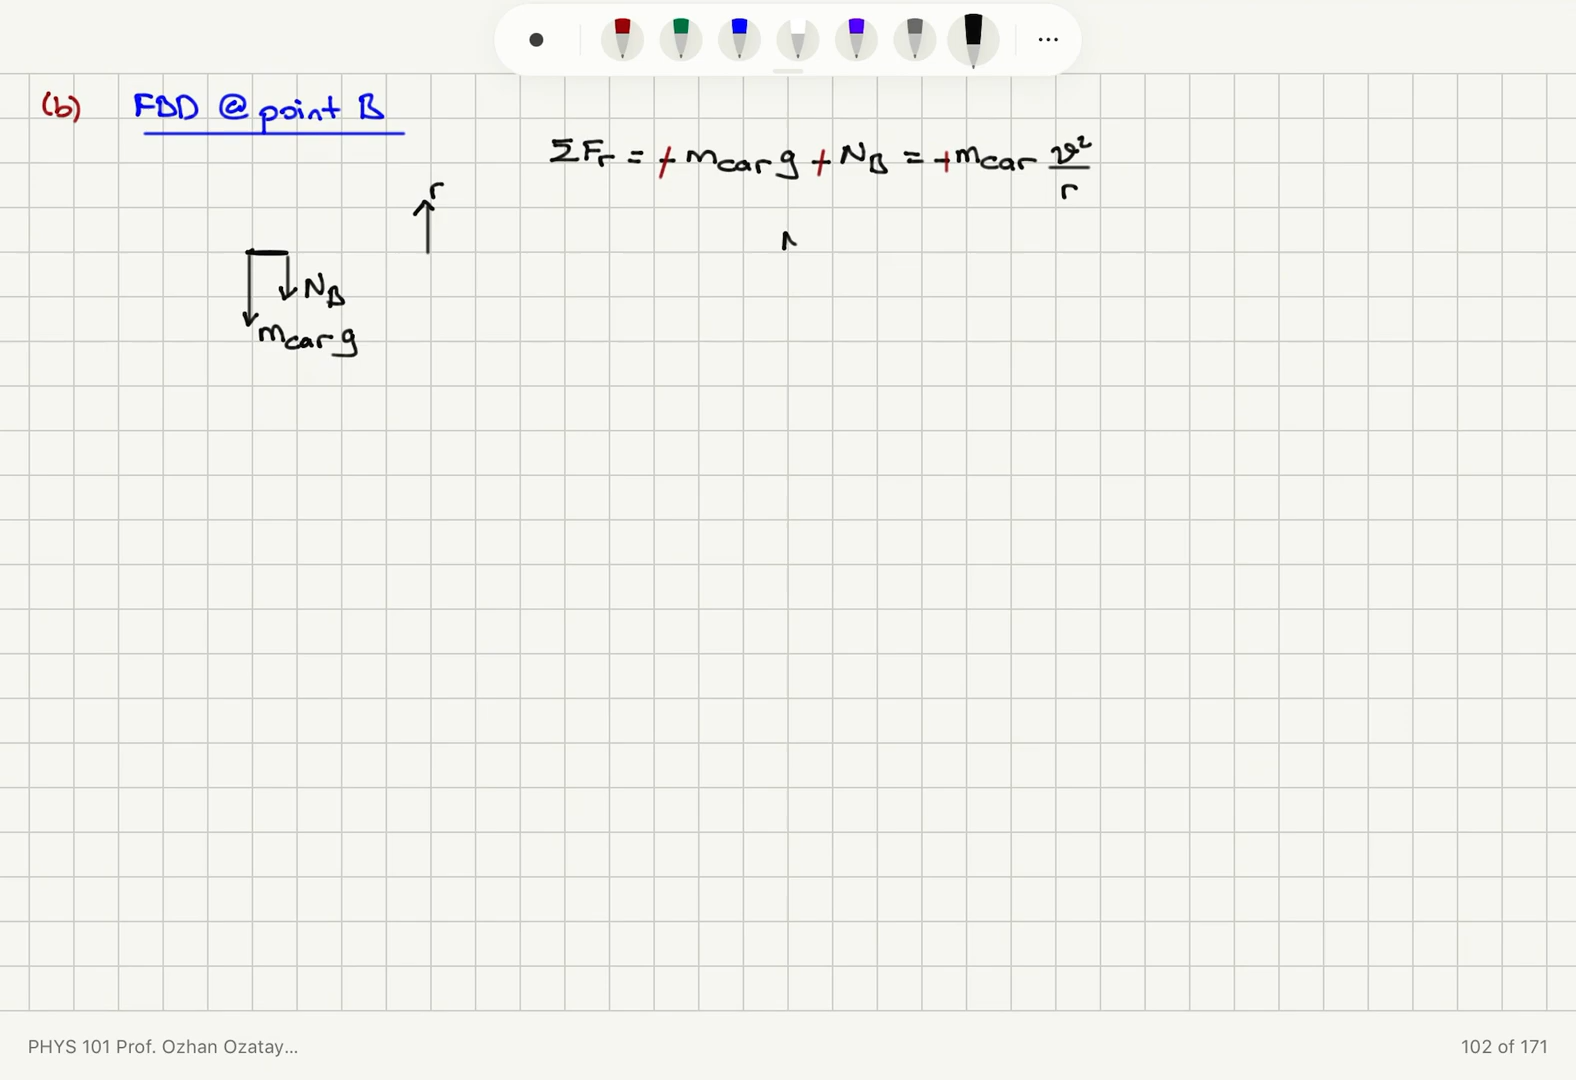 (b) FBD @ point B
ΣFr = + mcar g + NB = + mcar v²/r
r
NB
mcar g
PHYS 101 Prof. Ozhan Ozatay...
102 of 171